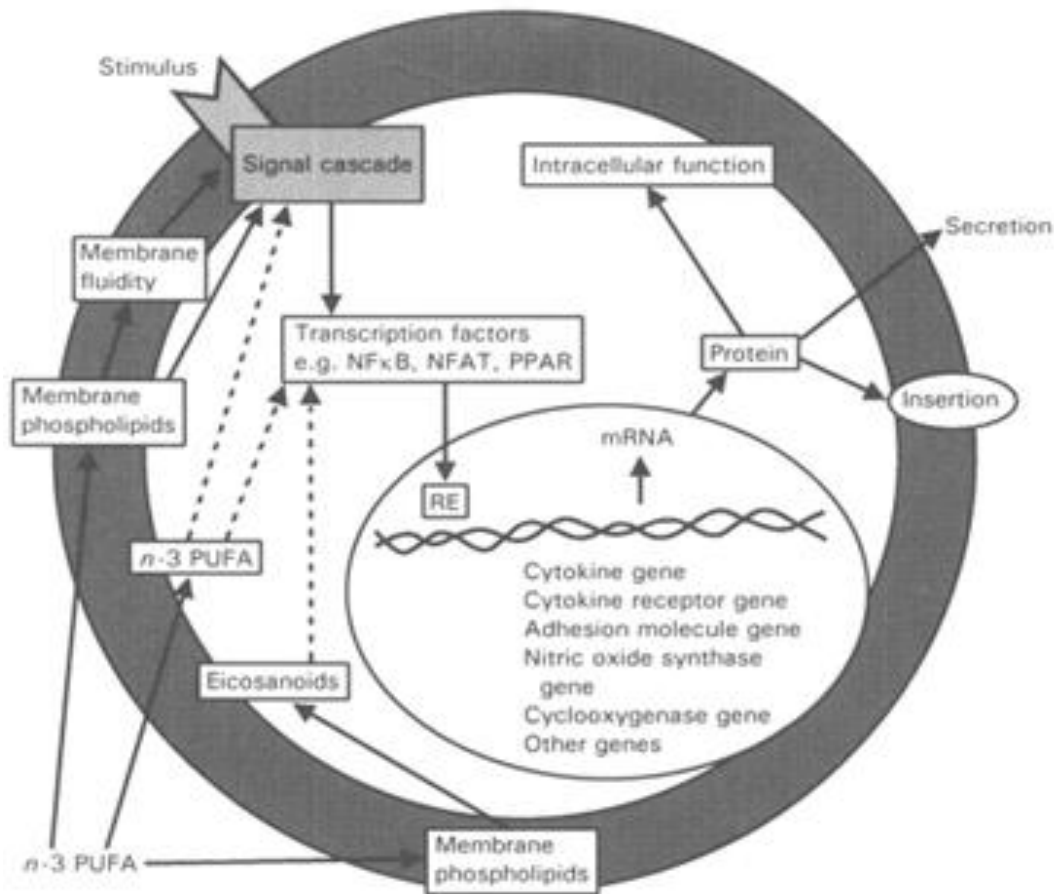 Stimulus
Signal cascade
Intracellular function
Secretion
Membrane
fluidity
Transcription factors
e.g. NFκB, NFAT, PPAR
Protein
Membrane
phospholipids
Insertion
mRNA
RE
n-3 PUFA
Cytokine gene
Cytokine receptor gene
Adhesion molecule gene
Nitric oxide synthase
gene
Cyclooxygenase gene
Other genes
Eicosanoids
n-3 PUFA
Membrane
phospholipids